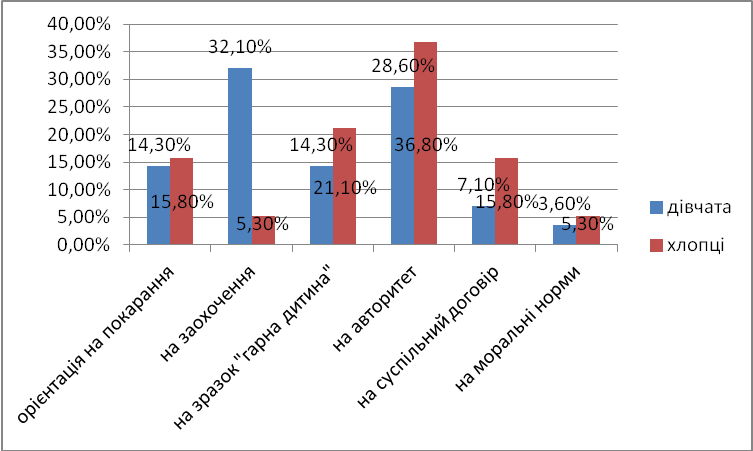 40,00%
35,00%
30,00%
25,00%
20,00%
15,00%
10,00%
5,00%
0,00%
14,30%
15,80%
32,10%
5,30%
14,30%
21,10%
28,60%
36,80%
7,10%
15,80%
3,60%
5,30%
орієнтація на покарання
на заохочення
на зразок "гарна дитина"
на авторитет
на суспільний договір
на моральні норми
дівчата
хлопці